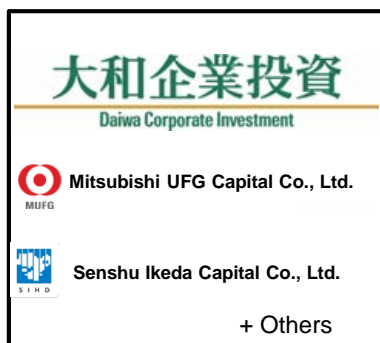 大和企業投資
Daiwa Corporate Investment
Mitsubishi UFG Capital Co., Ltd.
MUFG
Senshu Ikeda Capital Co., Ltd.
SIHD
+ Others